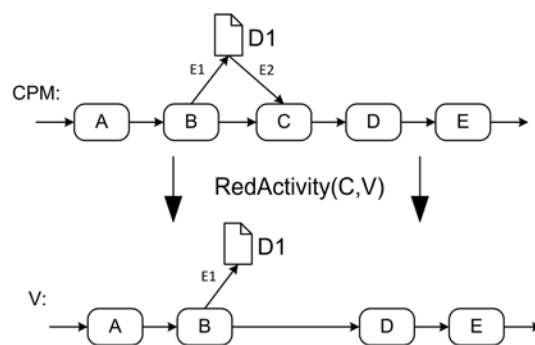 D1
E1 E2
CPM:
A B C D E
RedActivity(C,V)
D1
E1
V:
A B D E